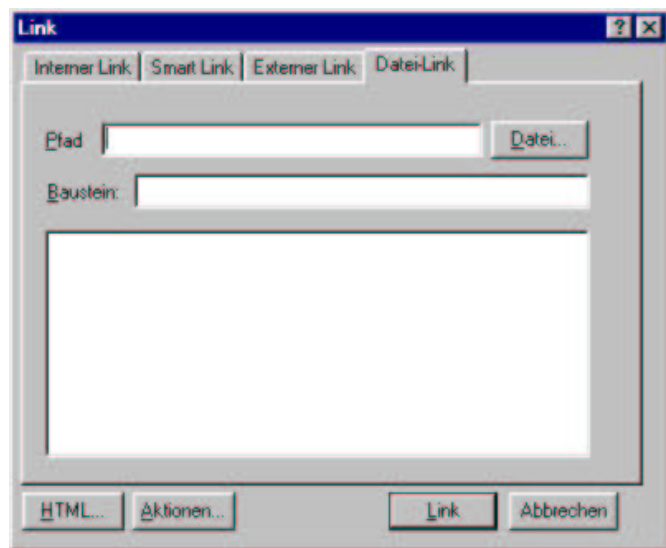 Link
Interner Link Smart Link Externer Link Datei-Link
Pfad Datei...
Baustein:
HTML... Aktionen... Link Abbrechen